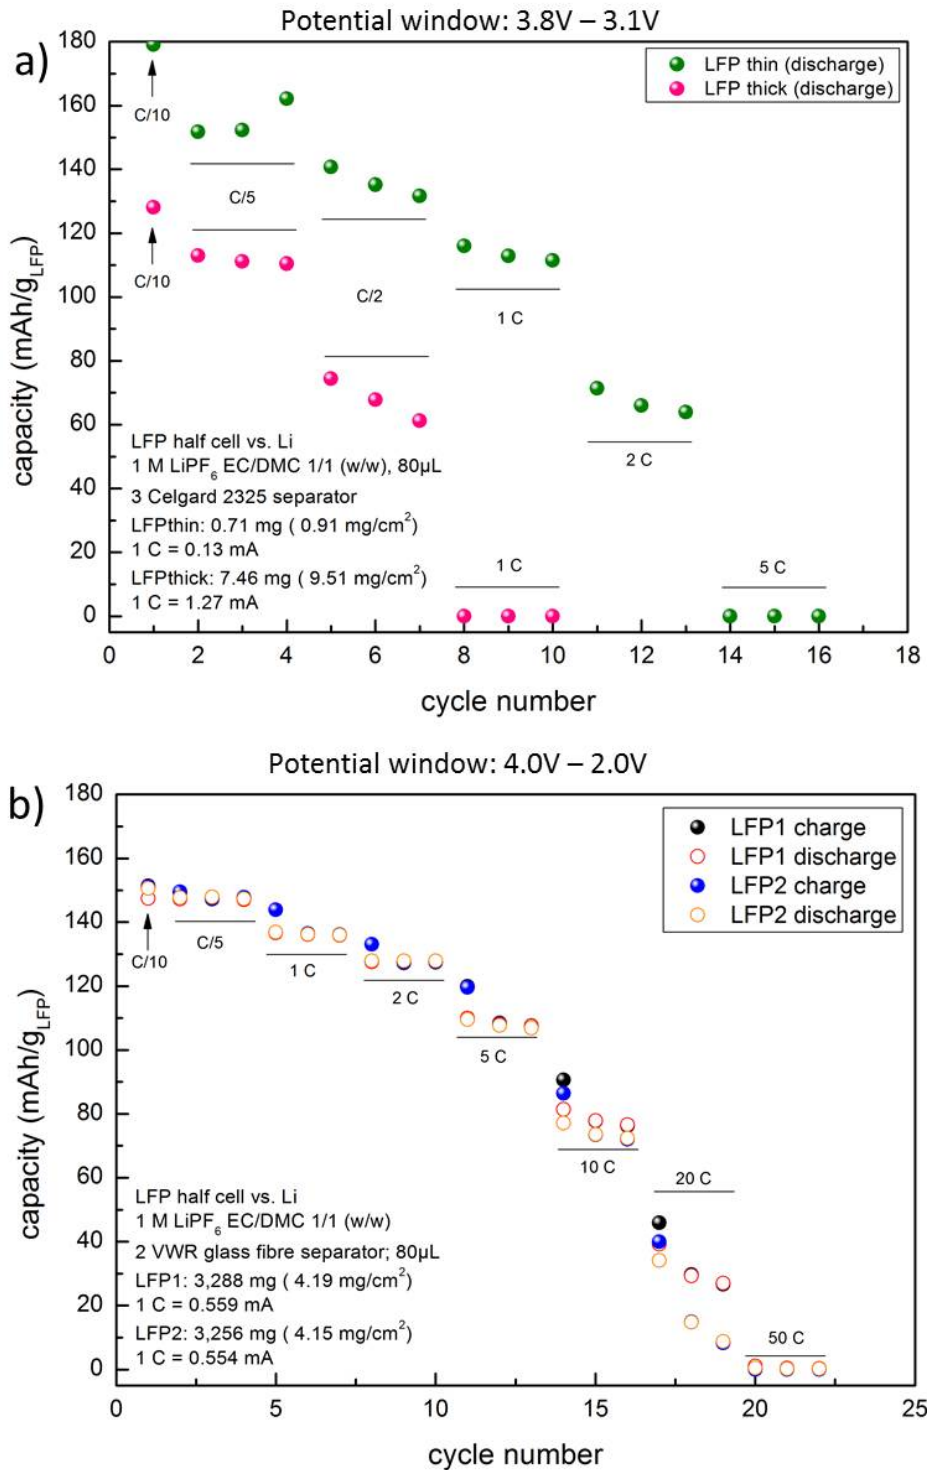 Potential window: 3.8V – 3.1V
a)
180
160
140
120
100
80
60
40
20
0
capacity (mAh/g_LFP)
LFP thin (discharge)
LFP thick (discharge)
C/10
C/5
C/10
C/2
1 C
2 C
1 C
5 C
LFP half cell vs. Li
1 M LiPF₆ EC/DMC 1/1 (w/w), 80µL
3 Celgard 2325 separator
LFPthin: 0.71 mg ( 0.91 mg/cm²)
1 C = 0.13 mA
LFPthick: 7.46 mg ( 9.51 mg/cm²)
1 C = 1.27 mA
0 2 4 6 8 10 12 14 16 18
cycle number
Potential window: 4.0V – 2.0V
b)
180
160
140
120
100
80
60
40
20
0
capacity (mAh/g_LFP)
LFP1 charge
LFP1 discharge
LFP2 charge
LFP2 discharge
C/10
C/5
1 C
2 C
5 C
10 C
20 C
50 C
LFP half cell vs. Li
1 M LiPF₆ EC/DMC 1/1 (w/w)
2 VWR glass fibre separator; 80µL
LFP1: 3,288 mg ( 4.19 mg/cm²)
1 C = 0.559 mA
LFP2: 3,256 mg ( 4.15 mg/cm²)
1 C = 0.554 mA
0 5 10 15 20 25
cycle number